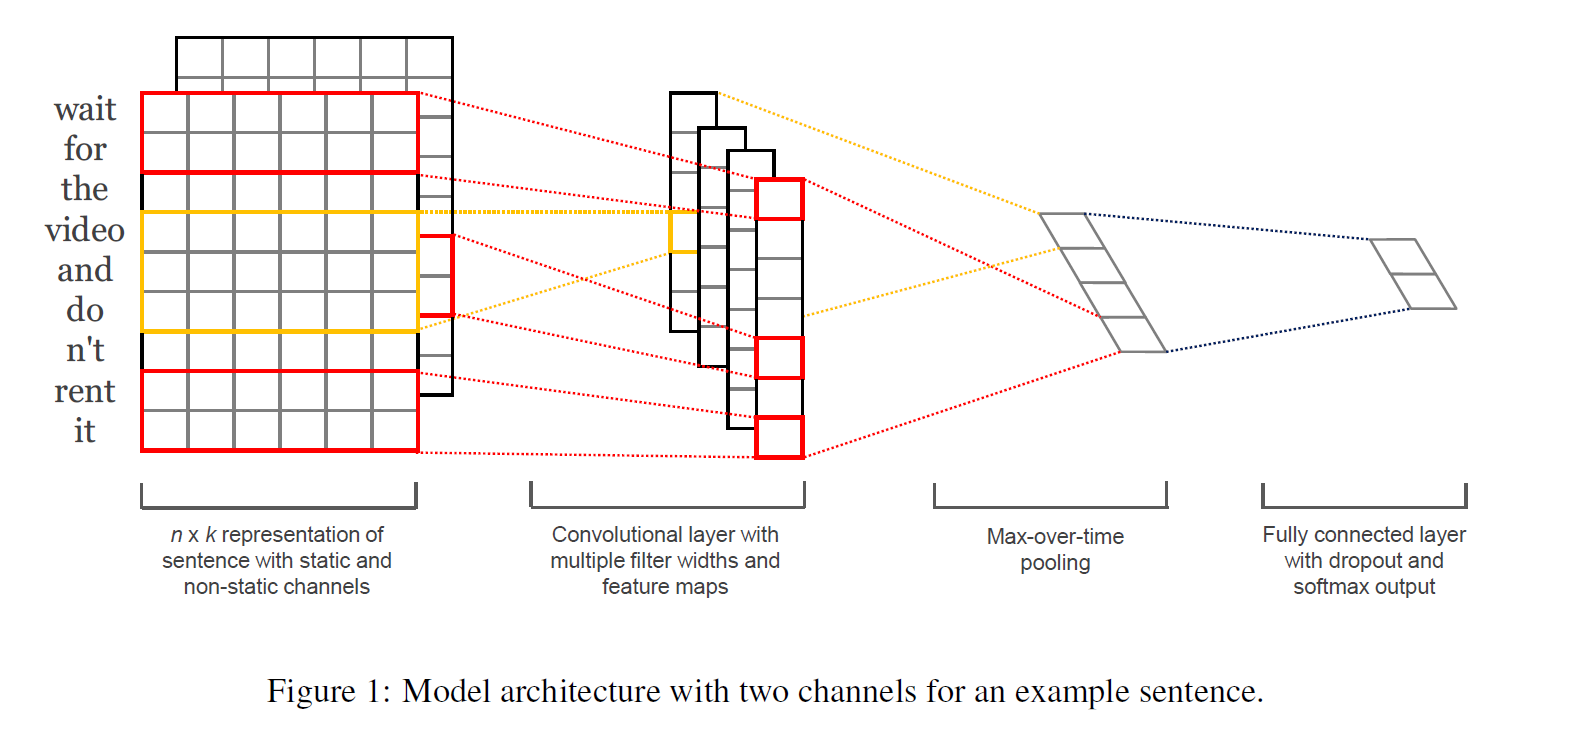 wait
for
the
video
and
do
n't
rent
it
n x k representation of
sentence with static and
non-static channels
Convolutional layer with
multiple filter widths and
feature maps
Max-over-time
pooling
Fully connected layer
with dropout and
softmax output
Figure 1: Model architecture with two channels for an example sentence.